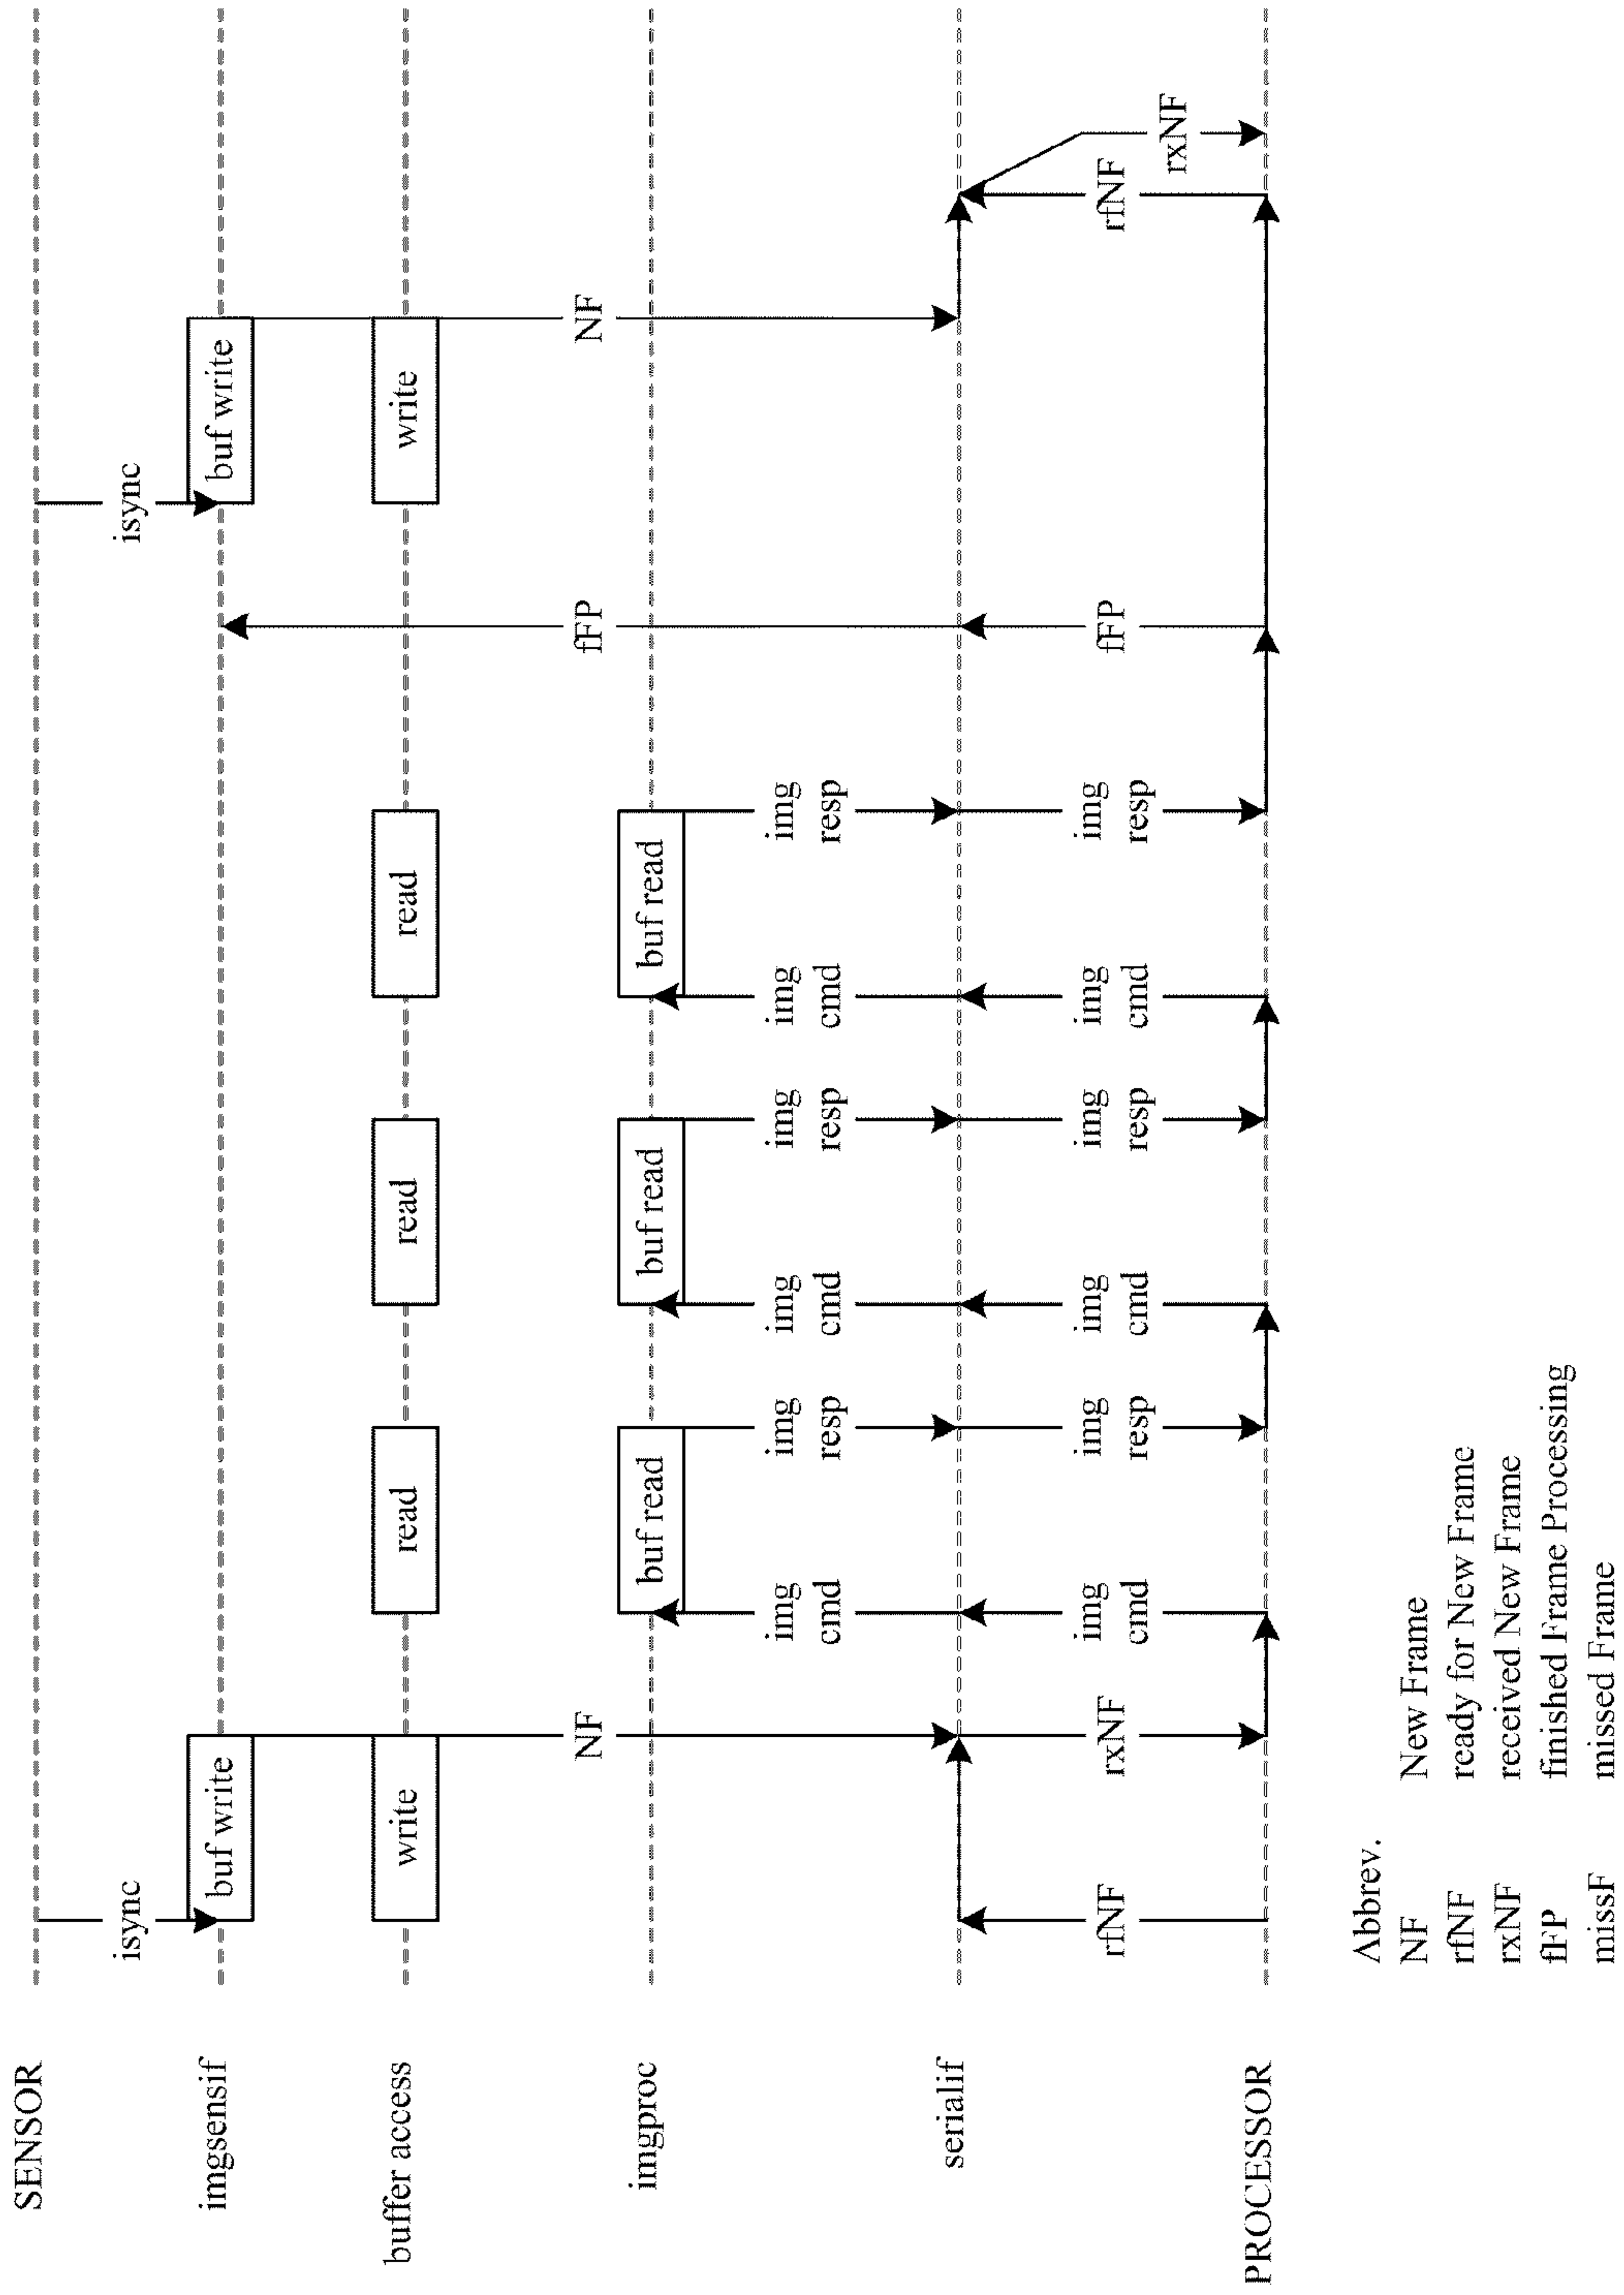 SENSOR
isync
isync
imgsensif
buf write
buf write
buffer access
write
read
read
read
write
NF
fFP
NF
imgproc
buf read
buf read
buf read
img
cmd
img
resp
img
cmd
img
resp
img
cmd
img
resp
serialif
rfNF
rxNF
img
cmd
img
resp
img
cmd
img
resp
img
cmd
img
resp
fFP
rfNF
rxNF
PROCESSOR
Abbrev.
NF New Frame
rfNF ready for New Frame
rxNF received New Frame
fFP finished Frame Processing
missF missed Frame